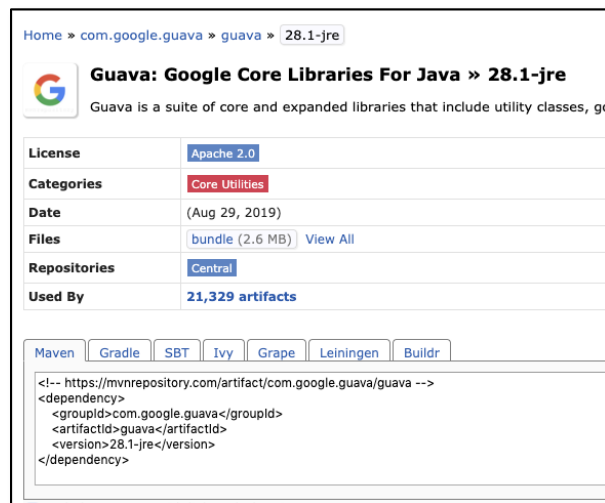 Home » com.google.guava » guava » 28.1-jre
Guava: Google Core Libraries For Java » 28.1-jre
Guava is a suite of core and expanded libraries that include utility classes,
License Apache 2.0
Categories Core Utilities
Date (Aug 29, 2019)
Files bundle (2.6 MB) View All
Repositories Central
Used By 21,329 artifacts
Maven Gradle SBT Ivy Grape Leiningen Buildr
<!-- https://mvnrepository.com/artifact/com.google.guava/guava -->
<dependency>
    <groupId>com.google.guava</groupId>
    <artifactId>guava</artifactId>
    <version>28.1-jre</version>
</dependency>